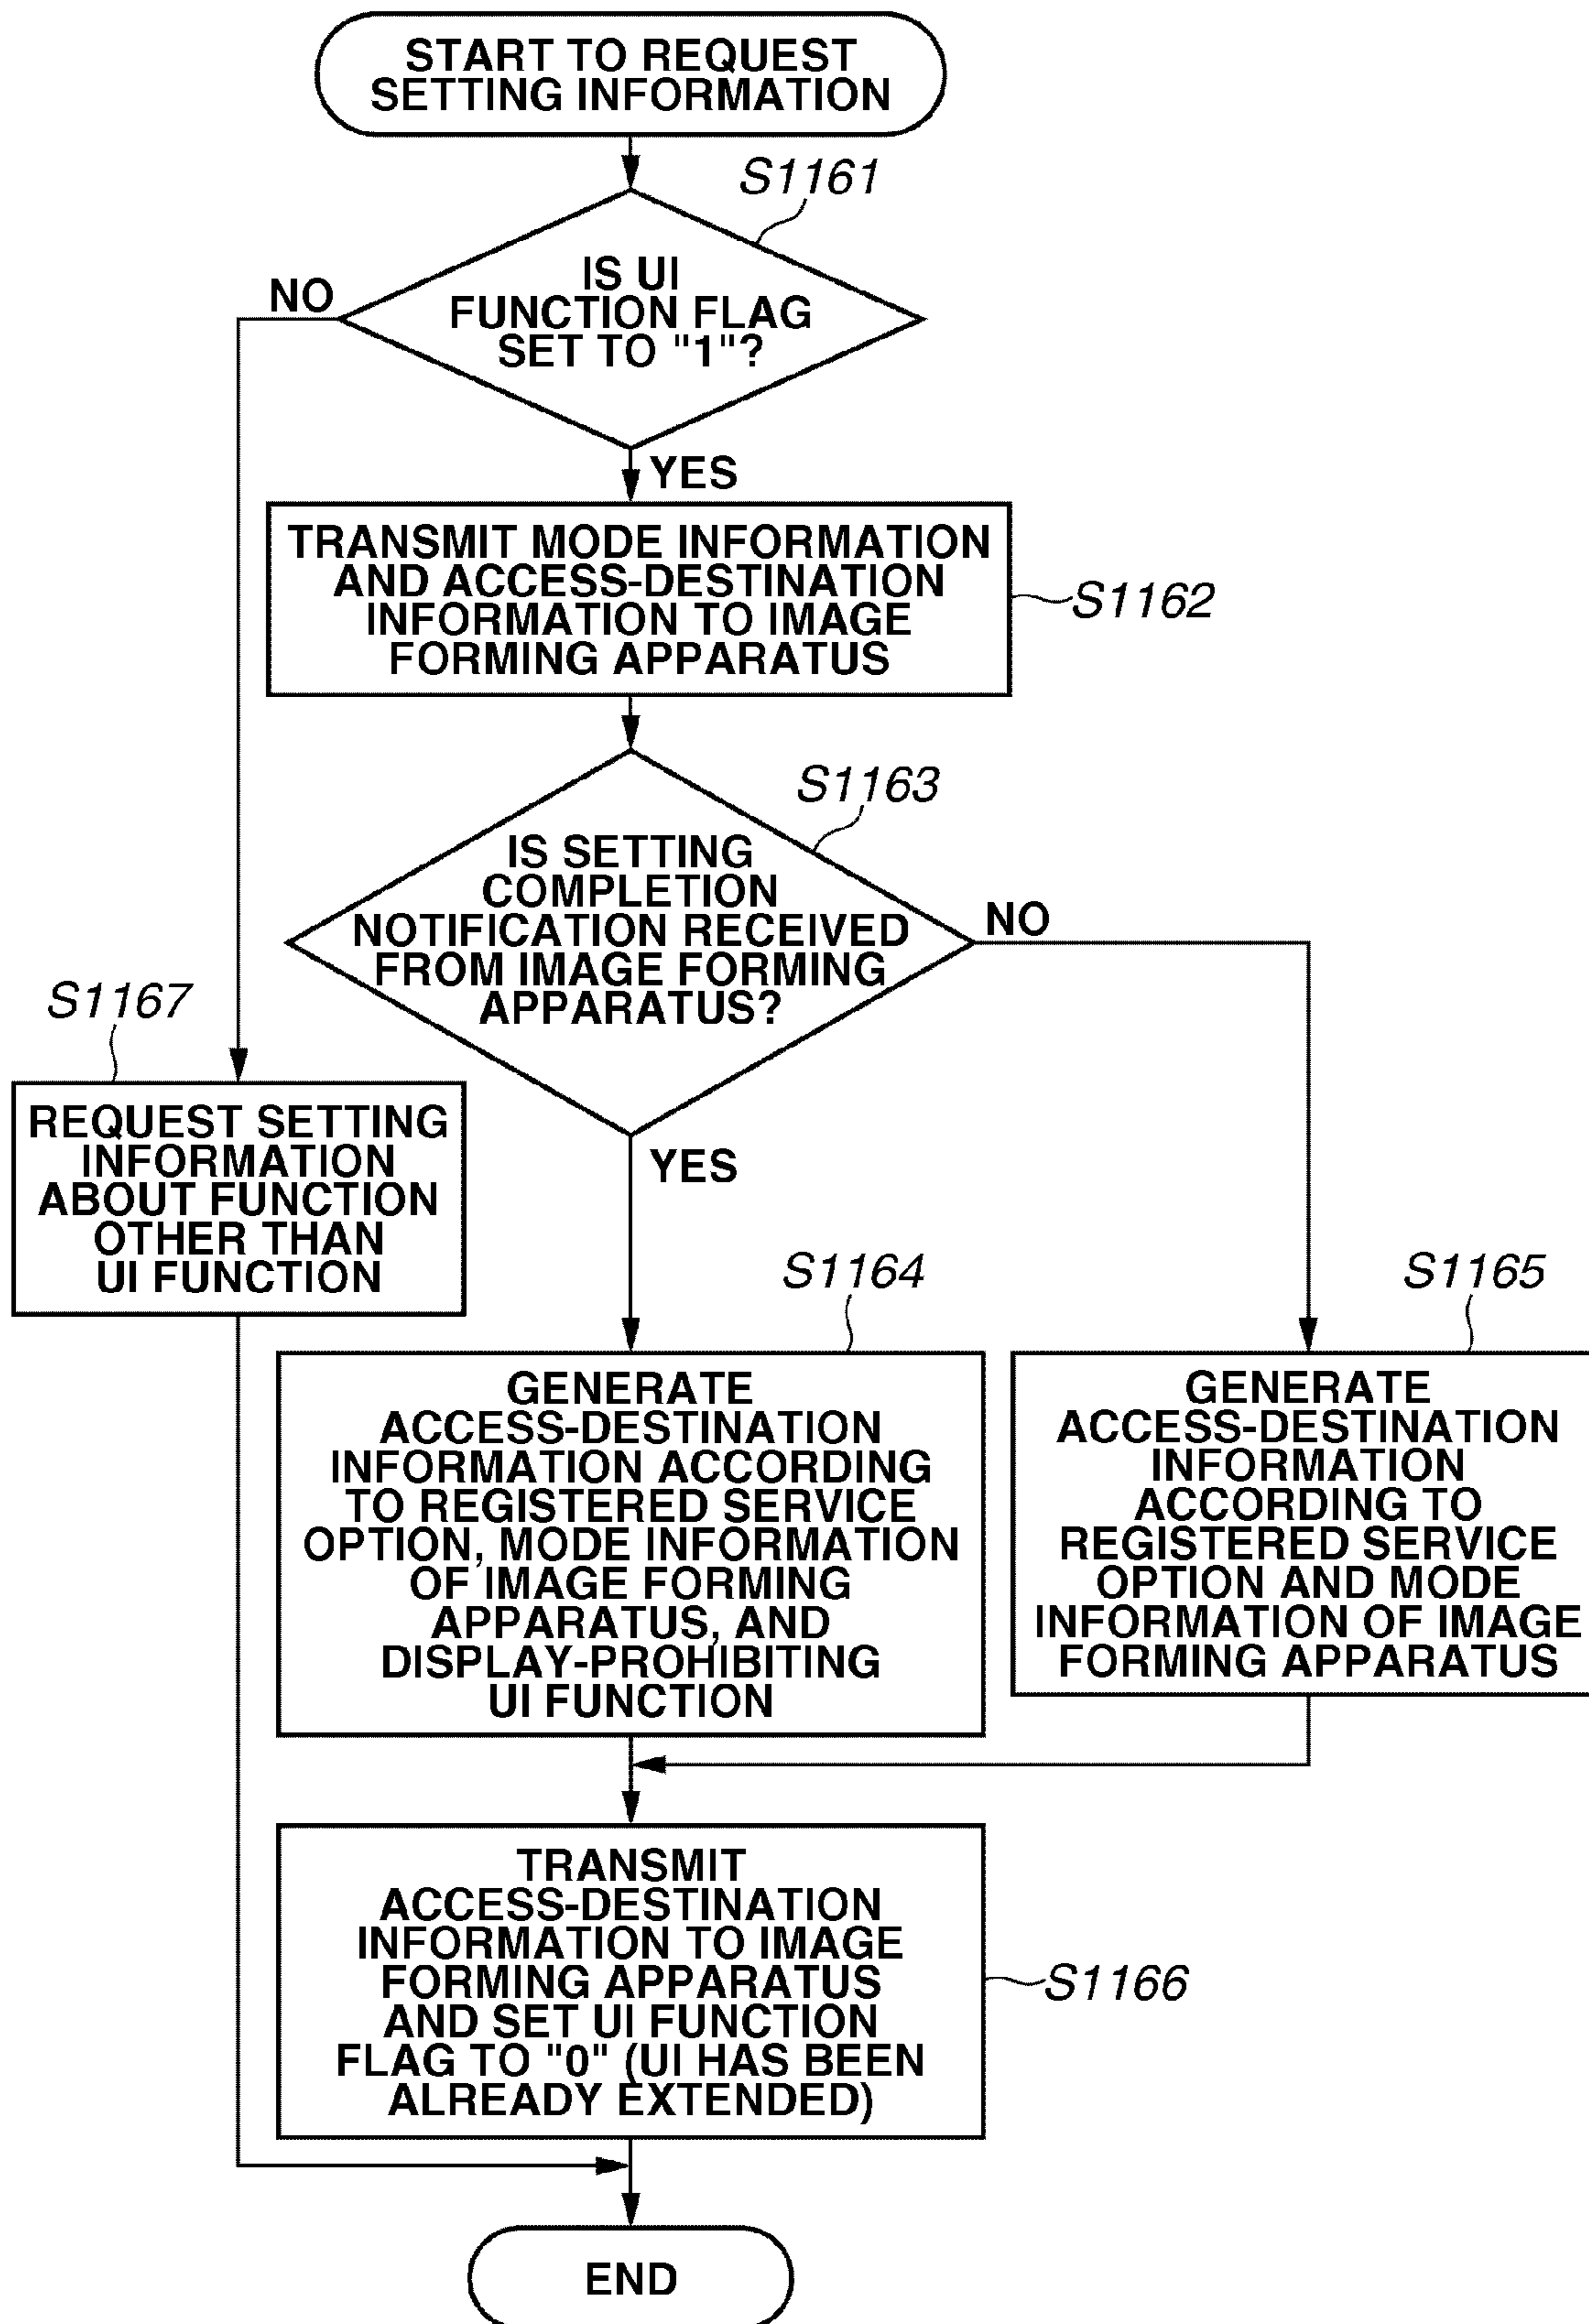 START TO REQUEST
SETTING INFORMATION
S1161
IS UI
FUNCTION FLAG
SET TO "1"?
NO
YES
TRANSMIT MODE INFORMATION
AND ACCESS-DESTINATION
INFORMATION TO IMAGE
FORMING APPARATUS
S1162
S1163
IS SETTING
COMPLETION
NOTIFICATION RECEIVED
FROM IMAGE FORMING
APPARATUS?
NO
YES
S1167
REQUEST SETTING
INFORMATION
ABOUT FUNCTION
OTHER THAN
UI FUNCTION
S1164
GENERATE
ACCESS-DESTINATION
INFORMATION ACCORDING
TO REGISTERED SERVICE
OPTION, MODE INFORMATION
OF IMAGE FORMING
APPARATUS, AND
DISPLAY-PROHIBITING
UI FUNCTION
S1165
GENERATE
ACCESS-DESTINATION
INFORMATION
ACCORDING TO
REGISTERED SERVICE
OPTION AND MODE
INFORMATION OF IMAGE
FORMING APPARATUS
TRANSMIT
ACCESS-DESTINATION
INFORMATION TO IMAGE
FORMING APPARATUS
AND SET UI FUNCTION
FLAG TO "0" (UI HAS BEEN
ALREADY EXTENDED)
S1166
END